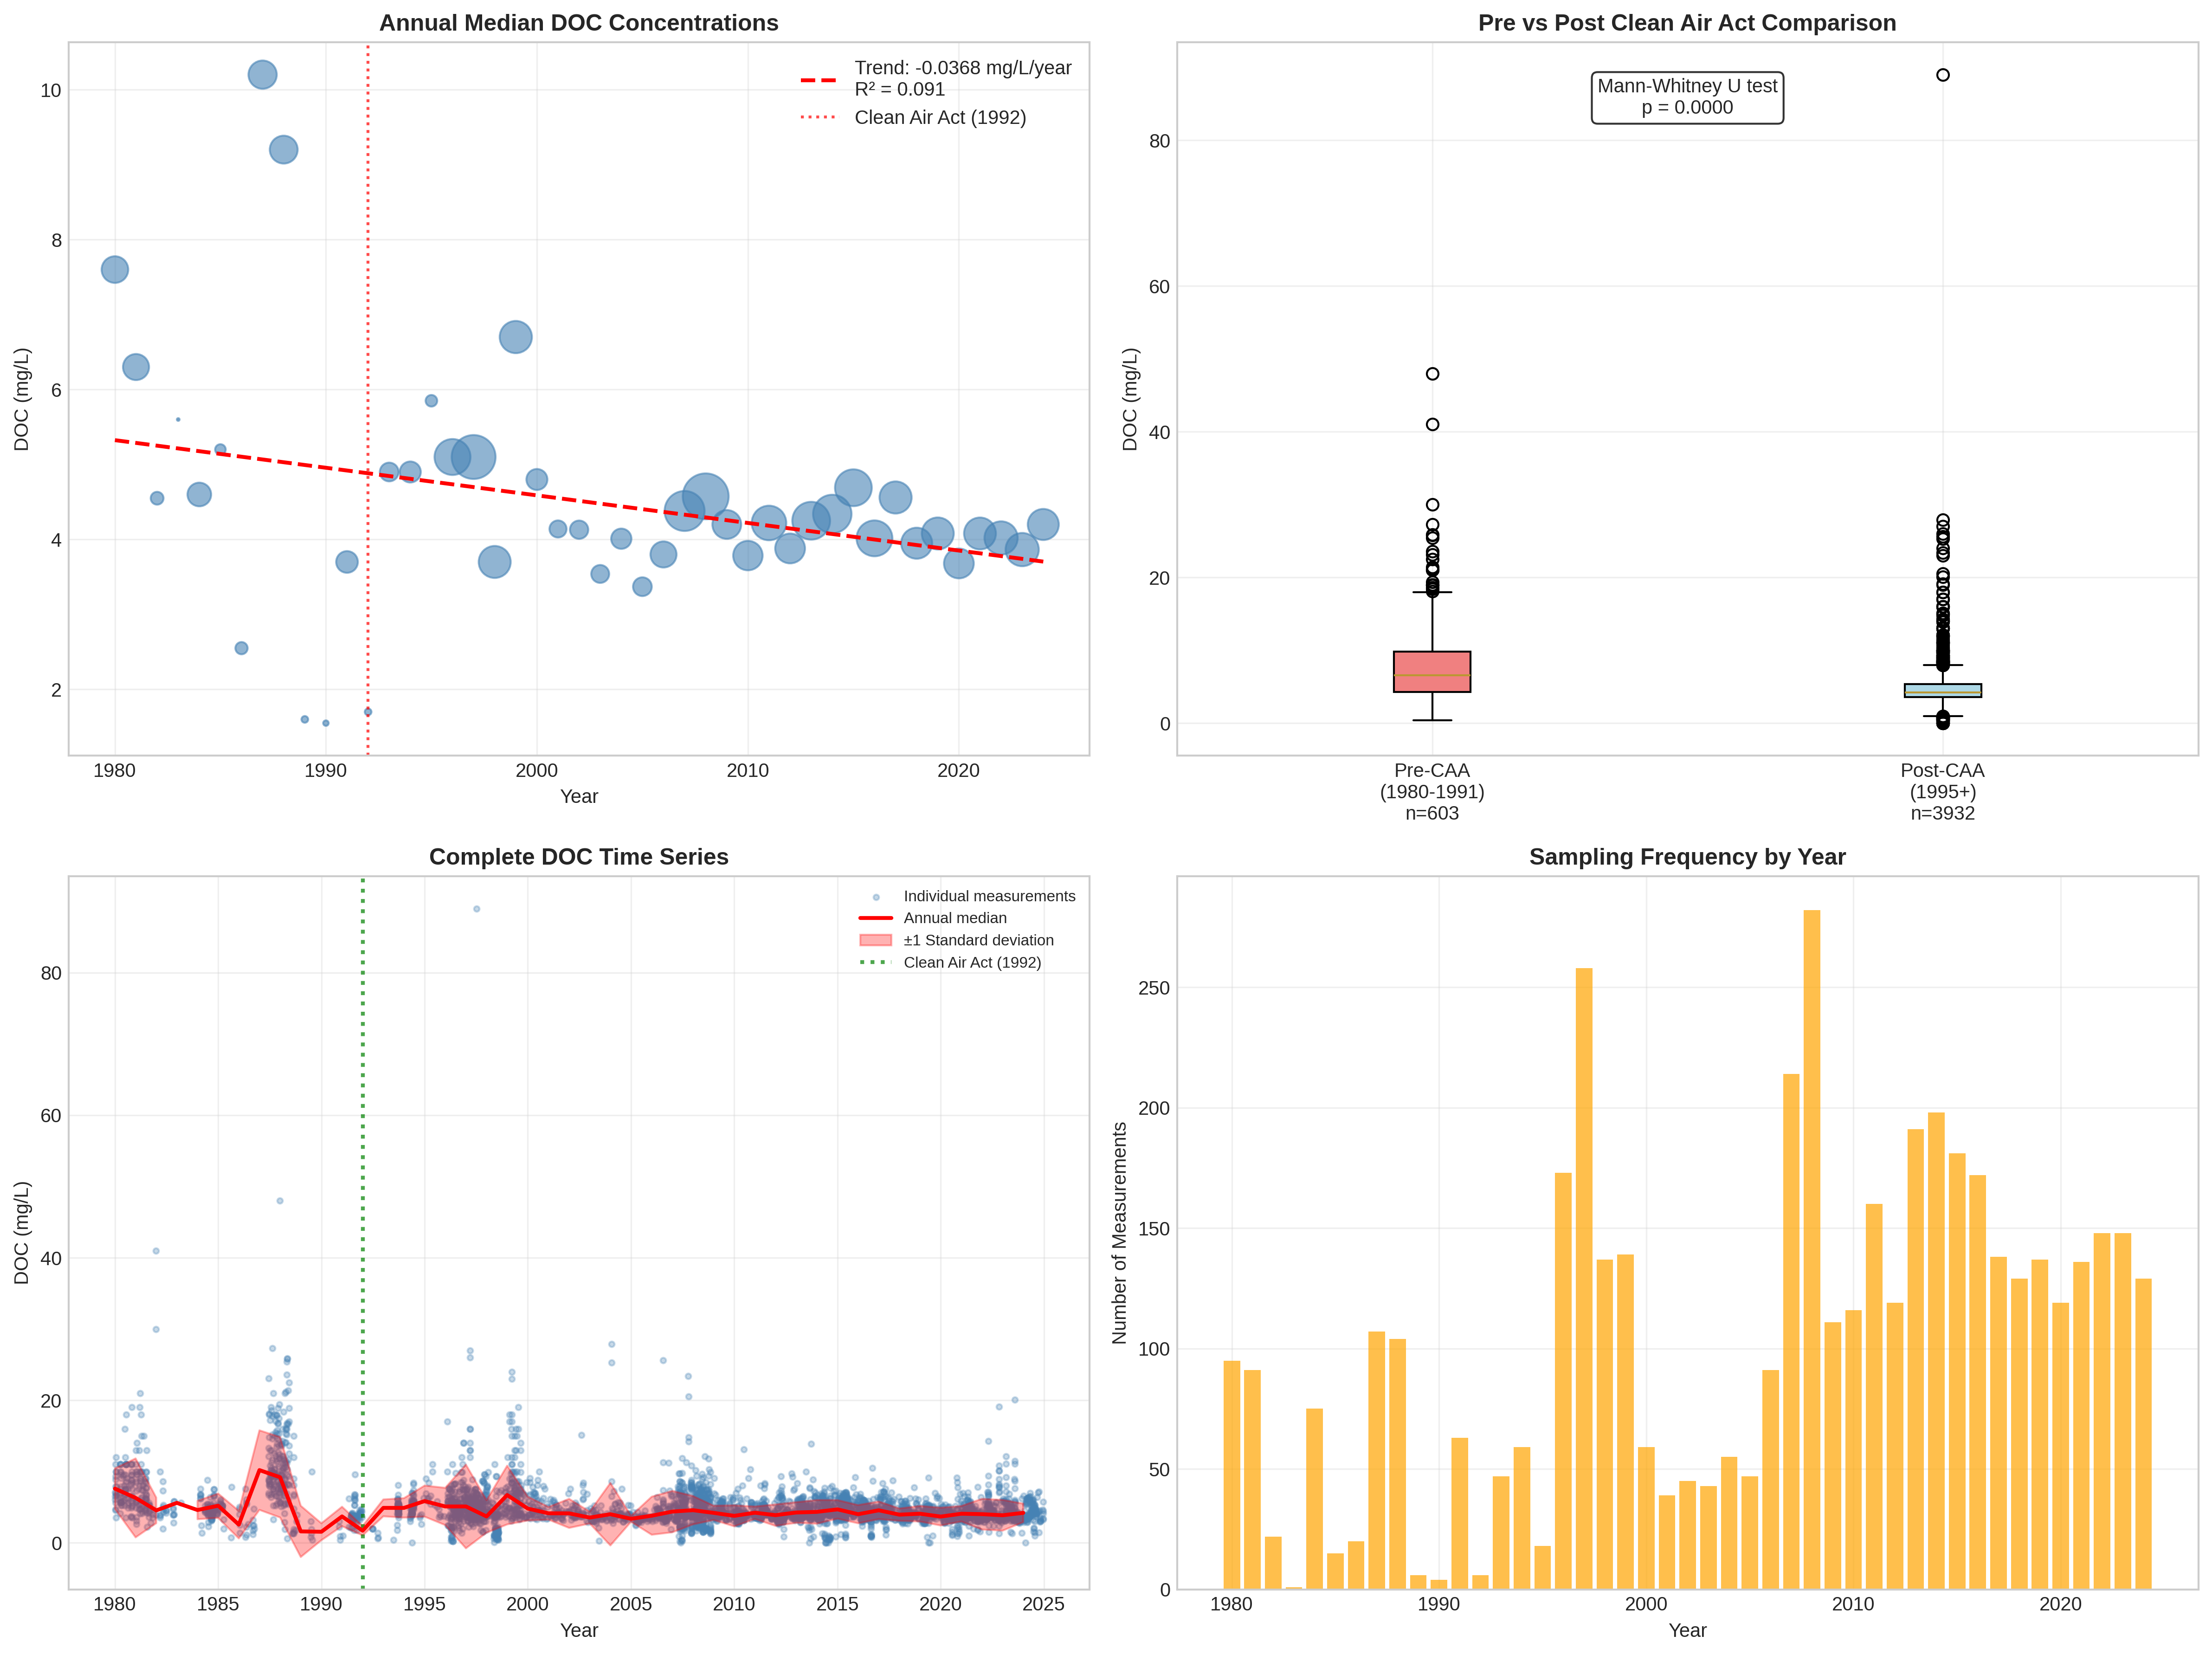 Annual Median DOC Concentrations
DOC (mg/L)
10
8
6
4
2
Trend: -0.0368 mg/L/year
R² = 0.091
Clean Air Act (1992)
1980
1990
2000
2010
2020
Year
Pre vs Post Clean Air Act Comparison
DOC (mg/L)
80
60
40
20
0
Mann-Whitney U test
p = 0.0000
Pre-CAA
(1980-1991)
n=603
Post-CAA
(1995+)
n=3932
Complete DOC Time Series
DOC (mg/L)
80
60
40
20
0
Individual measurements
Annual median
±1 Standard deviation
Clean Air Act (1992)
1980
1985
1990
1995
2000
2005
2010
2015
2020
2025
Year
Sampling Frequency by Year
Number of Measurements
250
200
150
100
50
0
1980
1990
2000
2010
2020
Year